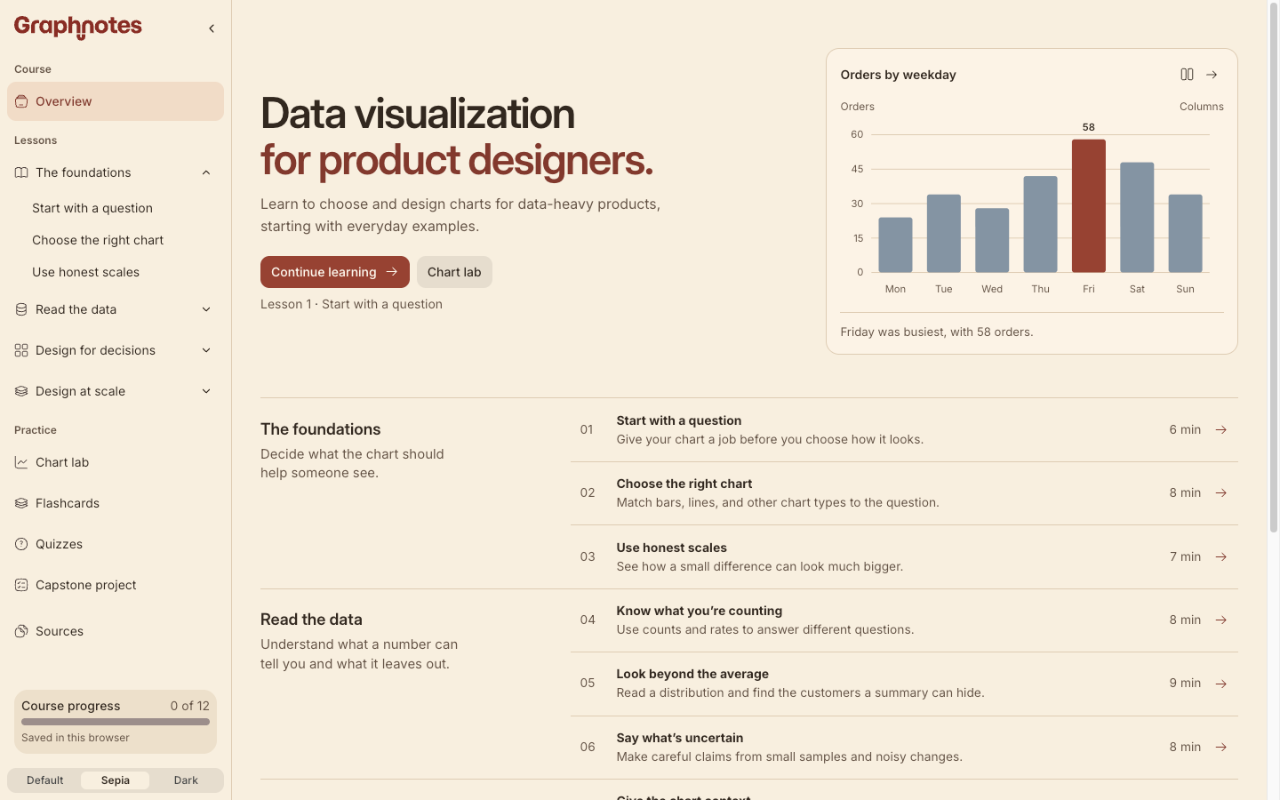 Graphnotes
Course
Overview
Lessons
The foundations
Start with a question
Choose the right chart
Use honest scales
Read the data
Design for decisions
Design at scale
Practice
Chart lab
Flashcards
Quizzes
Capstone project
Sources
Course progress 0 of 12
Saved in this browser
Default Sepia Dark
Data visualization
for product designers.
Learn to choose and design charts for data-heavy products,
starting with everyday examples.
Continue learning → Chart lab
Lesson 1 · Start with a question
Orders by weekday
Orders Columns
58
60
45
30
15
0
Mon Tue Wed Thu Fri Sat Sun
Friday was busiest, with 58 orders.
The foundations
Decide what the chart should
help someone see.
01 Start with a question 6 min →
Give your chart a job before you choose how it looks.
02 Choose the right chart 8 min →
Match bars, lines, and other chart types to the question.
03 Use honest scales 7 min →
See how a small difference can look much bigger.
Read the data
Understand what a number can
tell you and what it leaves out.
04 Know what you’re counting 8 min →
Use counts and rates to answer different questions.
05 Look beyond the average 9 min →
Read a distribution and find the customers a summary can hide.
06 Say what’s uncertain 8 min →
Make careful claims from small samples and noisy changes.
Give the chart context